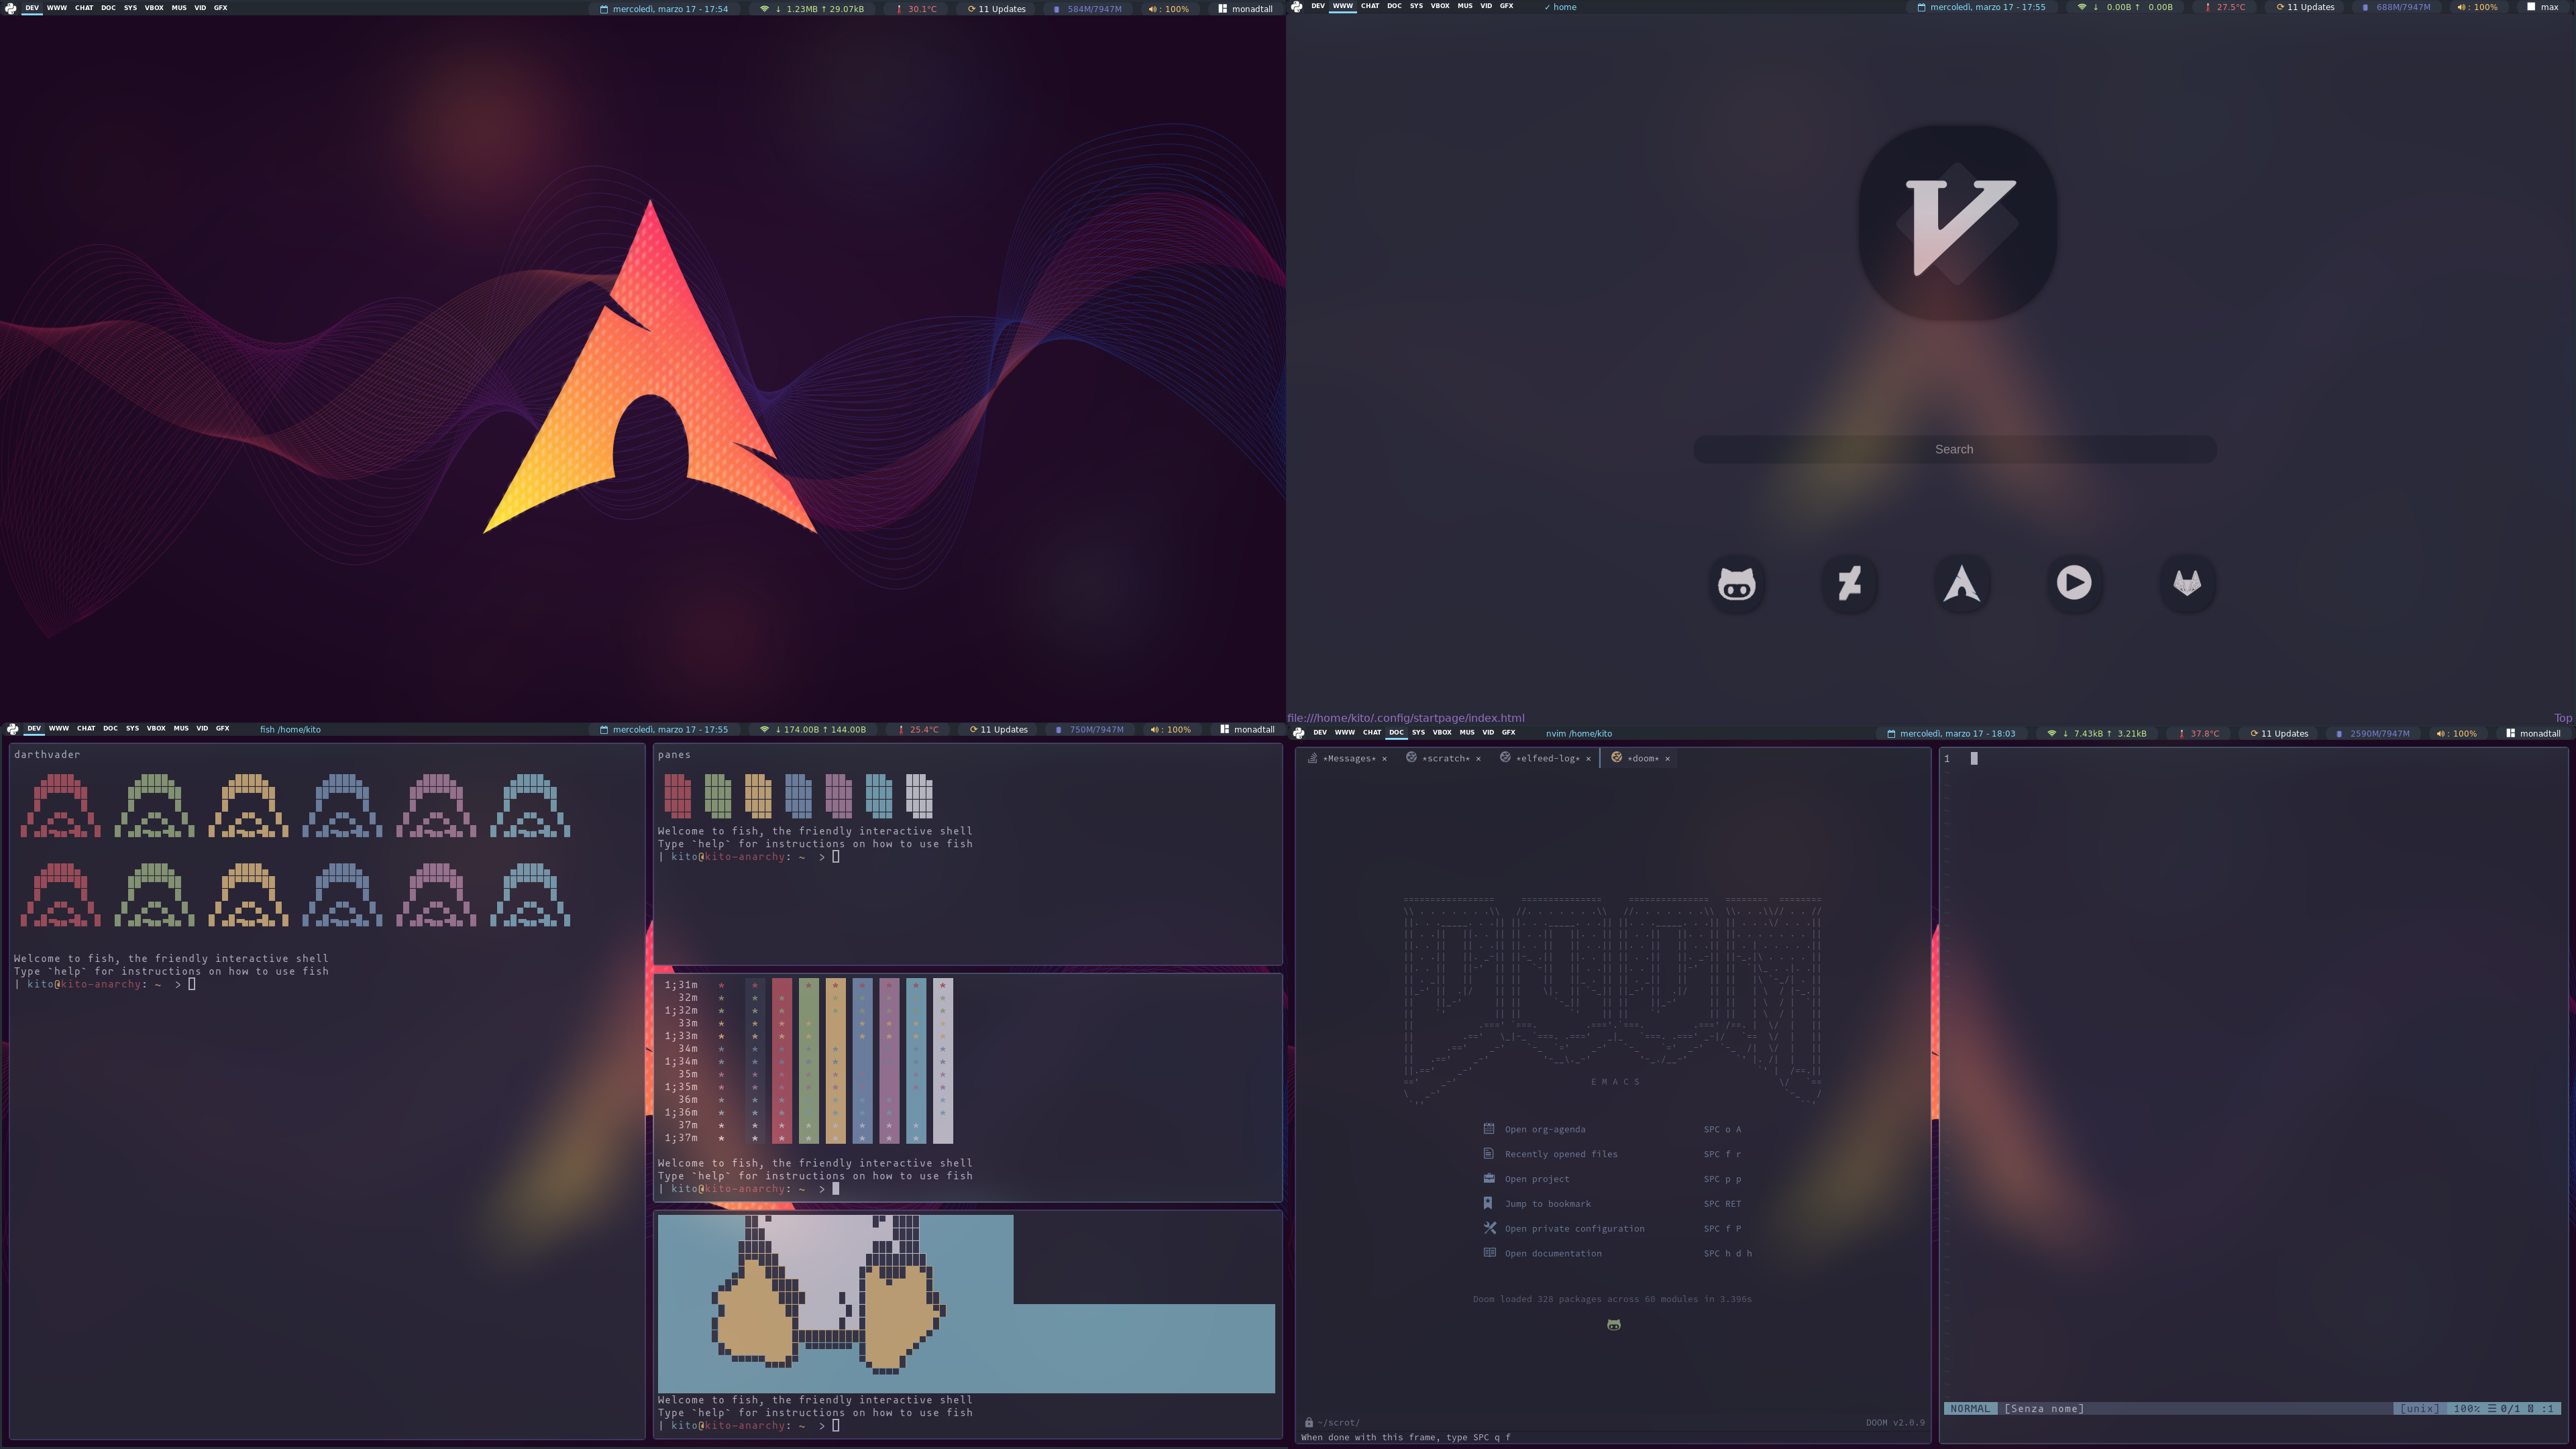 DEV WWW CHAT DOC SYS VBOX MUS VID GFX
mercoledì, marzo 17 - 17:54
↓ 1.23MB ↑ 29.07kB
30.1°C
11 Updates
584M/7947M
: 100%
monadtall
DEV WWW CHAT DOC SYS VBOX MUS VID GFX
✓ home
mercoledì, marzo 17 - 17:55
↓ 0.00B ↑ 0.00B
27.5°C
11 Updates
688M/7947M
: 100%
max
Search
file:///home/kito/.config/startpage/index.html
Top
DEV WWW CHAT DOC SYS VBOX MUS VID GFX
fish /home/kito
mercoledì, marzo 17 - 17:55
↓ 174.00B ↑ 144.00B
25.4°C
11 Updates
750M/7947M
: 100%
monadtall
darthvader
Welcome to fish, the friendly interactive shell
Type `help` for instructions on how to use fish
| kito@kito-anarchy: ~ >
panes
Welcome to fish, the friendly interactive shell
Type `help` for instructions on how to use fish
| kito@kito-anarchy: ~ >
1;31m * * * * * * * *
32m
1;32m
33m
1;33m
34m
1;34m
35m
1;35m
36m
1;36m
37m
1;37m
Welcome to fish, the friendly interactive shell
Type `help` for instructions on how to use fish
| kito@kito-anarchy: ~ >
Welcome to fish, the friendly interactive shell
Type `help` for instructions on how to use fish
| kito@kito-anarchy: ~ >
DEV WWW CHAT DOC SYS VBOX MUS VID GFX
nvim /home/kito
mercoledì, marzo 17 - 18:03
↓ 7.43kB ↑ 3.21kB
37.8°C
11 Updates
2590M/7947M
: 100%
monadtall
*Messages* ×
*scratch* ×
*elfeed-log* ×
*doom* ×
E M A C S
Open org-agenda SPC o A
Recently opened files SPC f r
Open project SPC p p
Jump to bookmark SPC RET
Open private configuration SPC f P
Open documentation SPC h d h
Doom loaded 328 packages across 60 modules in 3.396s
~/scrot/
DOOM v2.0.9
When done with this frame, type SPC q f
1
NORMAL [Senza nome]
[unix] 100% ☰ 0/1 :1